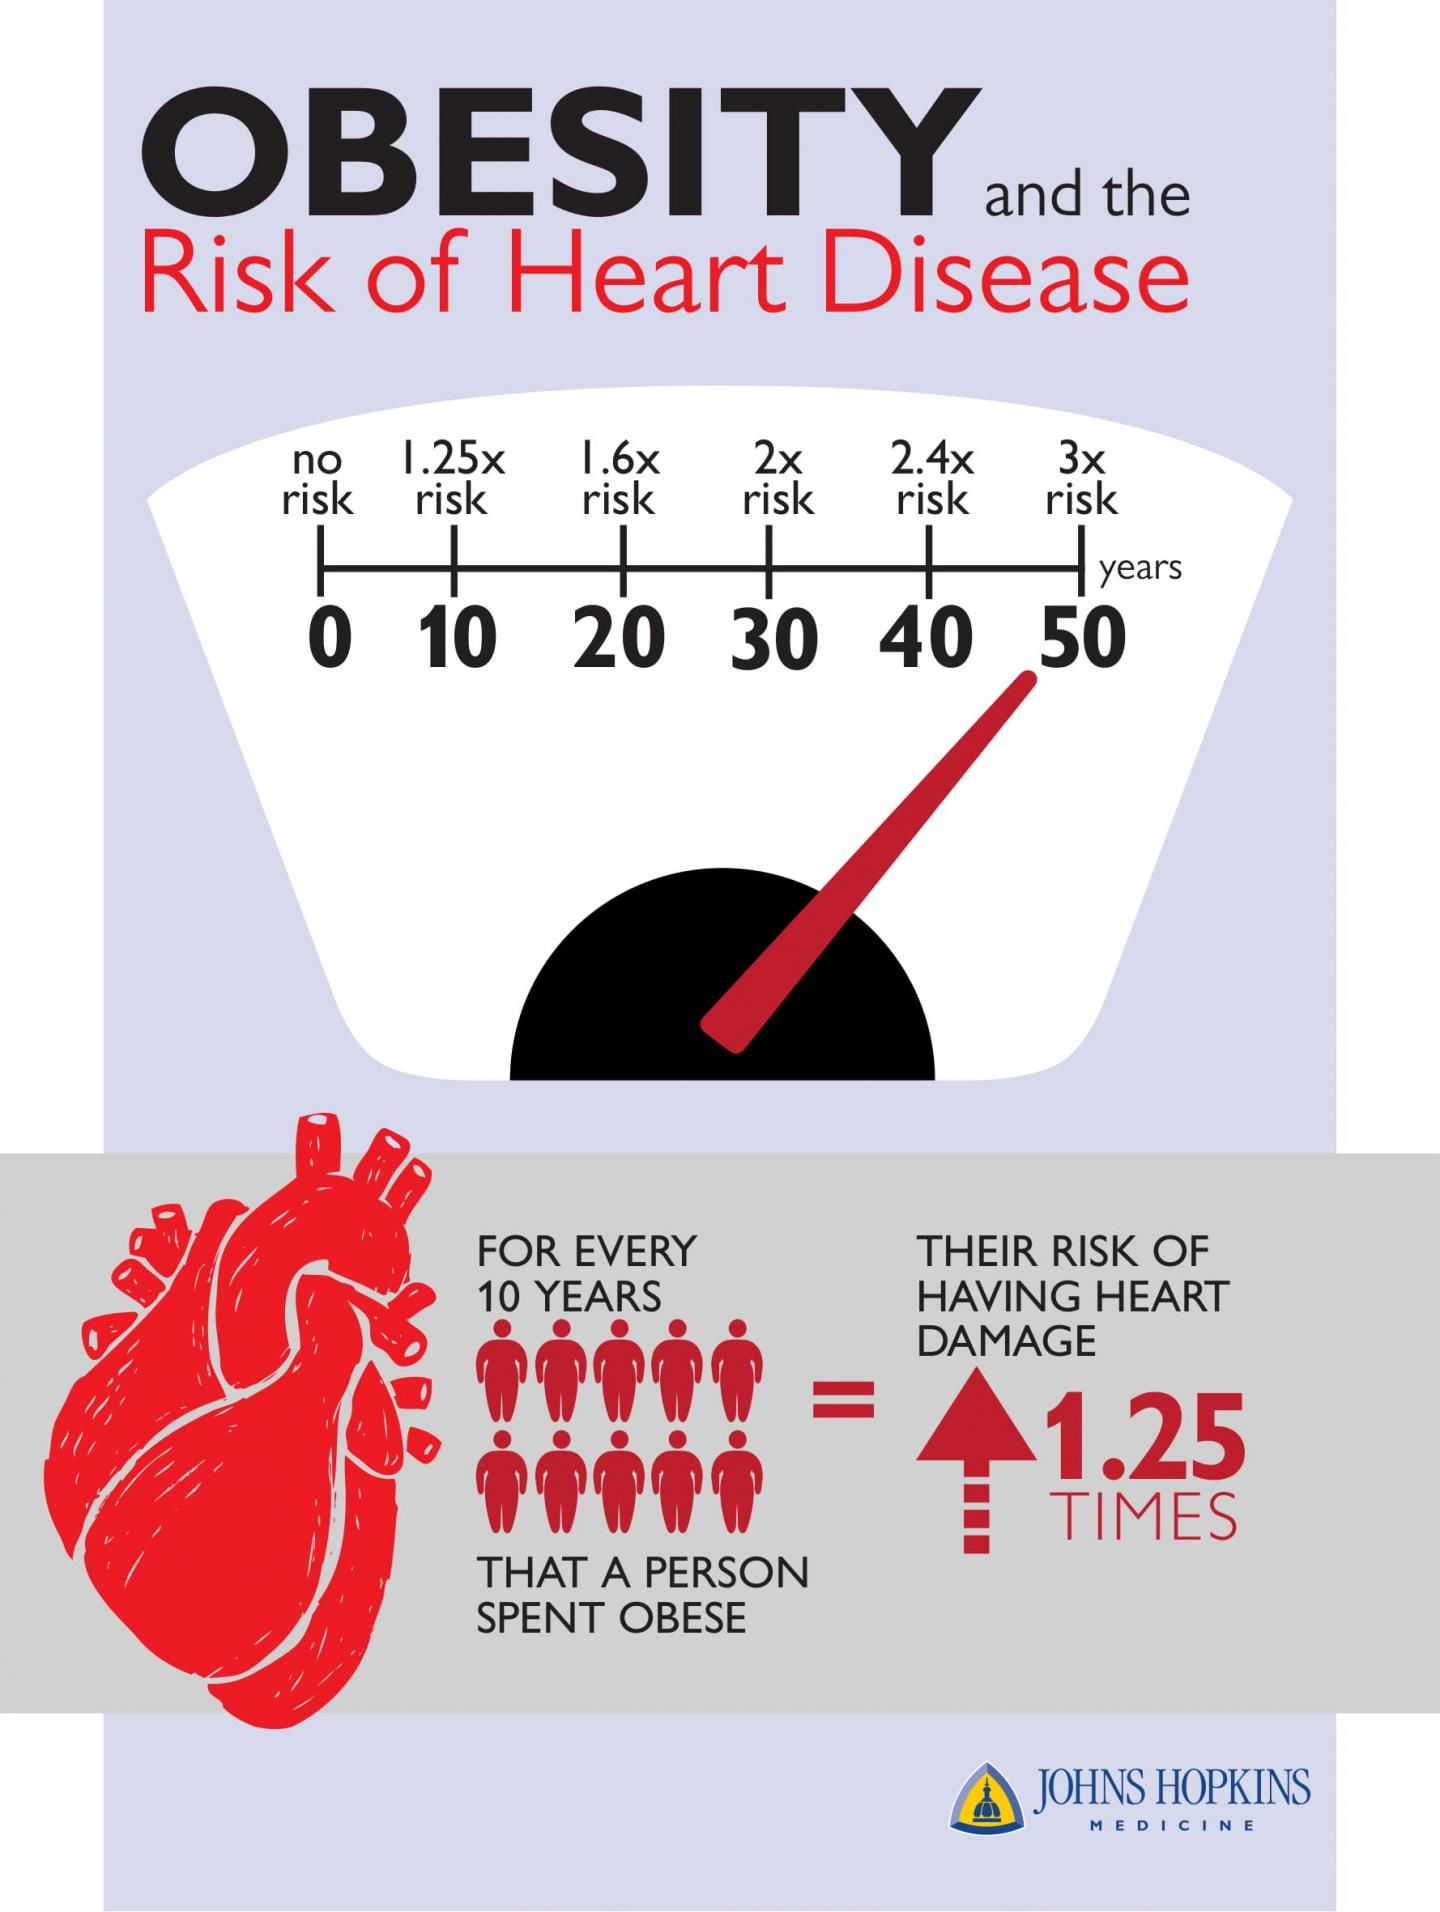 OBESITY and the
Risk of Heart Disease
no 1.25x 1.6x 2x 2.4x 3x
risk risk risk risk risk risk
years
0 10 20 30 40 50
FOR EVERY
10 YEARS
THAT A PERSON
SPENT OBESE
=
THEIR RISK OF
HAVING HEART
DAMAGE
1.25
TIMES
JOHNS HOPKINS
MEDICINE